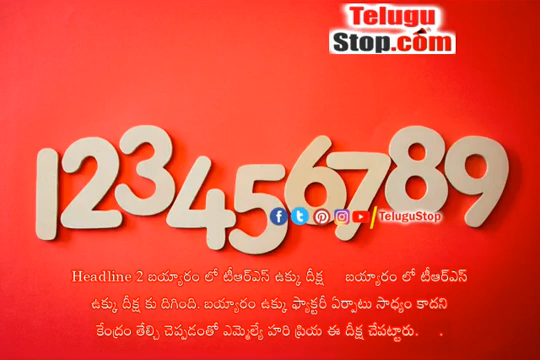 Telugu
Stop.com
123456789
/TeluguStop
Headline 2 బయ్యారం లో టీఆర్ఎస్ ఉక్కు దీక్ష బయ్యారం లో టీఆర్ఎస్
ఉక్కు దీక్ష కు దిగింది. బయ్యారం ఉక్కు ఫ్యాక్టరీ ఏర్పాటు సాధ్యం కాదని
కేంద్రం తేల్చి చెప్పడంతో ఎమ్మెల్యే హరి ప్రియ ఈ దీక్ష చేపట్టారు. .